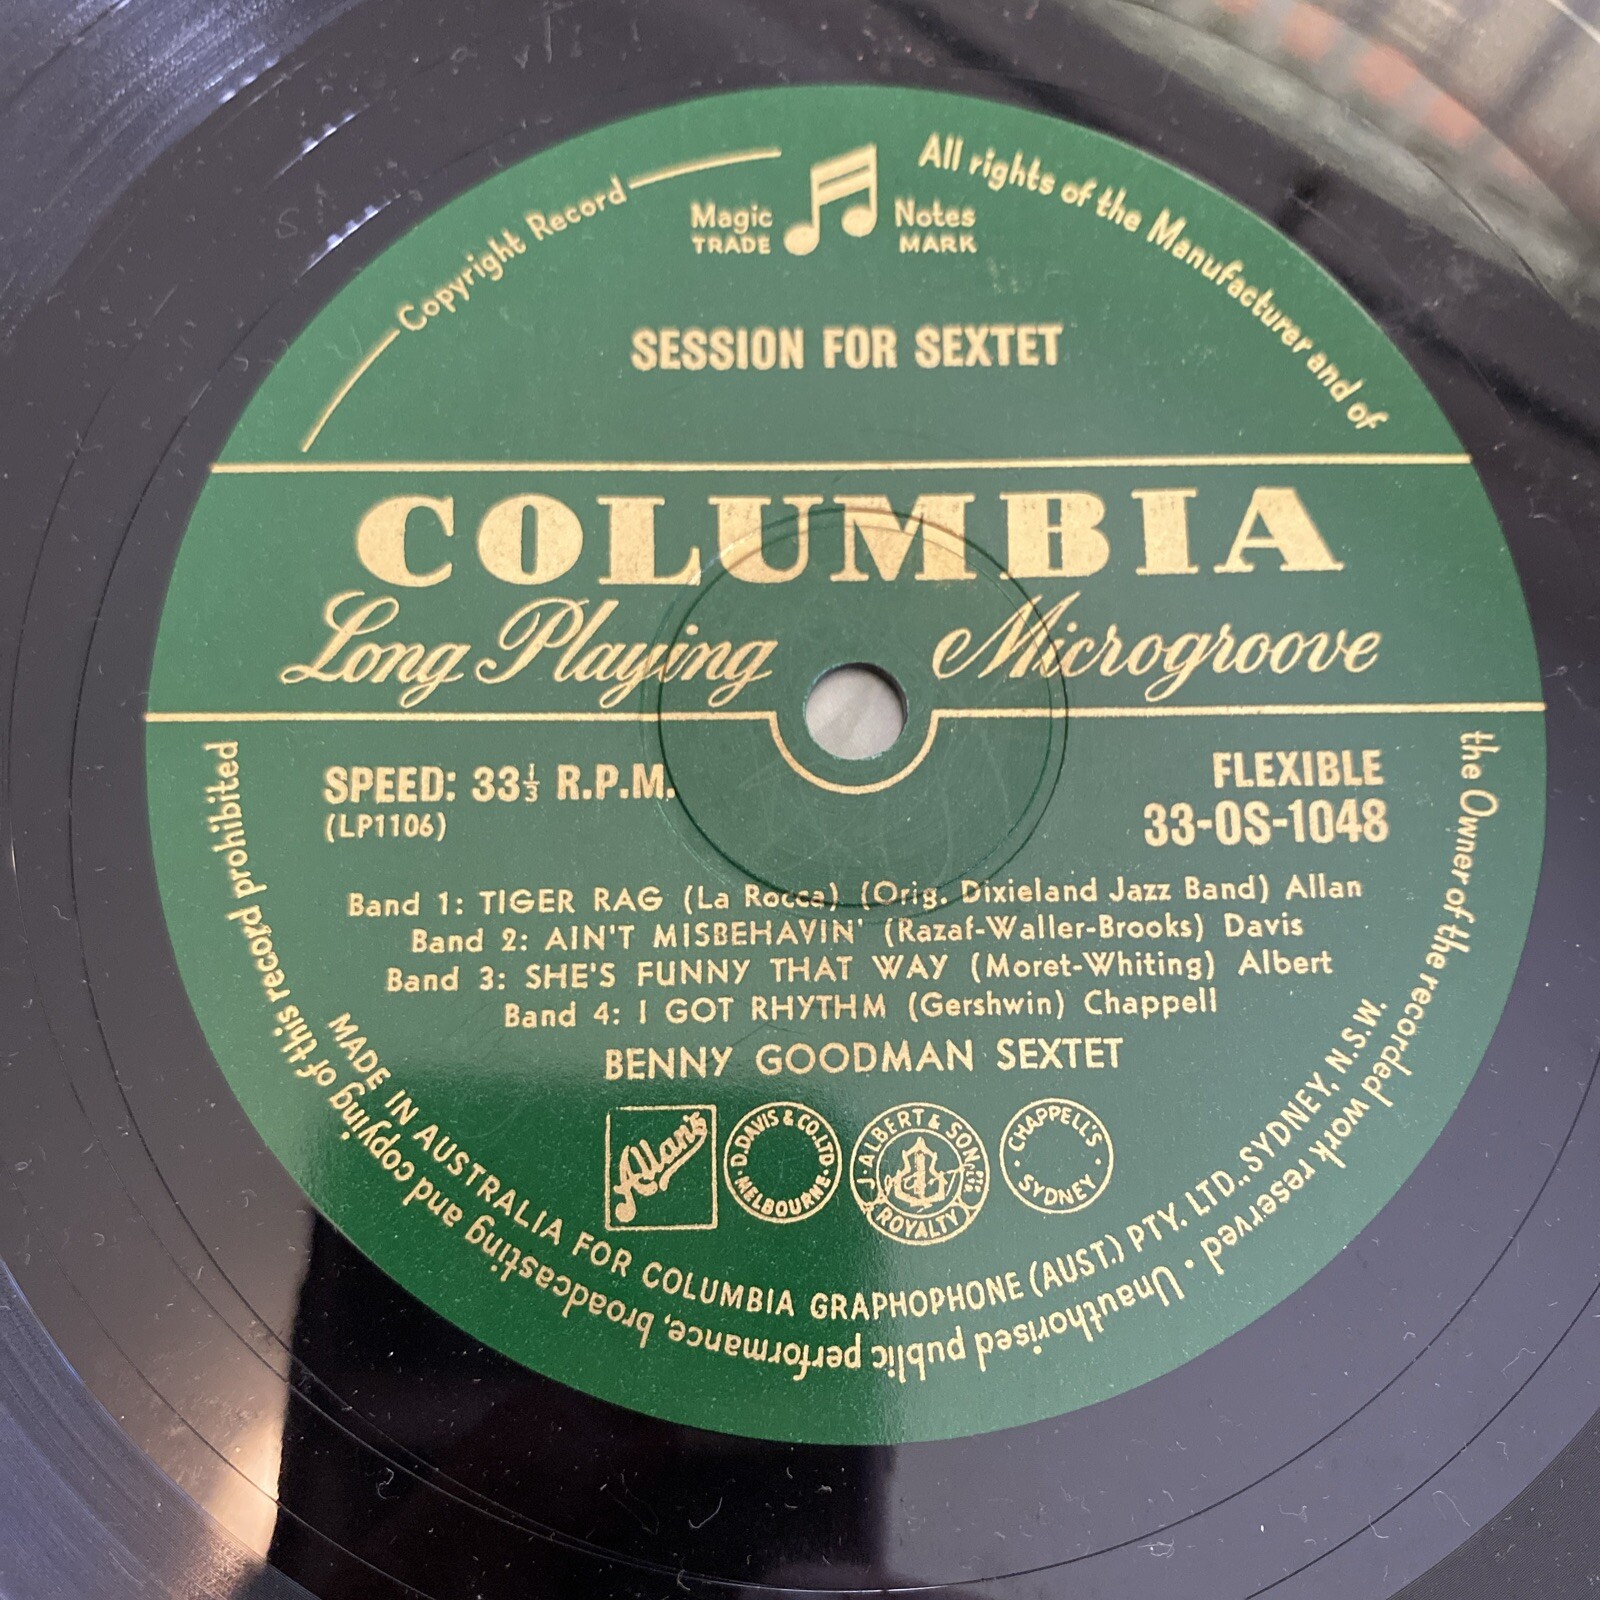 Copyright Record
All rights of the Manufacturer and of the Owner of the recorded work reserved. Unauthorised public performance, broadcasting and copying of this record prohibited
Magic Notes
TRADE MARK
SESSION FOR SEXTET
COLUMBIA
Long Playing Microgroove
SPEED: 33⅓ R.P.M.
(LP1106)
FLEXIBLE
33-OS-1048
Band 1: TIGER RAG (La Rocca) (Orig. Dixieland Jazz Band) Allan
Band 2: AIN'T MISBEHAVIN' (Razaf-Waller-Brooks) Davis
Band 3: SHE'S FUNNY THAT WAY (Moret-Whiting) Albert
Band 4: I GOT RHYTHM (Gershwin) Chappell
BENNY GOODMAN SEXTET
Allan's
D. DAVIS & CO. LTD. MELBOURNE
J. ALBERT & SON PTY. LTD. ROYALTY
CHAPPELL'S SYDNEY
MADE IN AUSTRALIA FOR COLUMBIA GRAPHOPHONE (AUST.) PTY. LTD., SYDNEY, N.S.W.